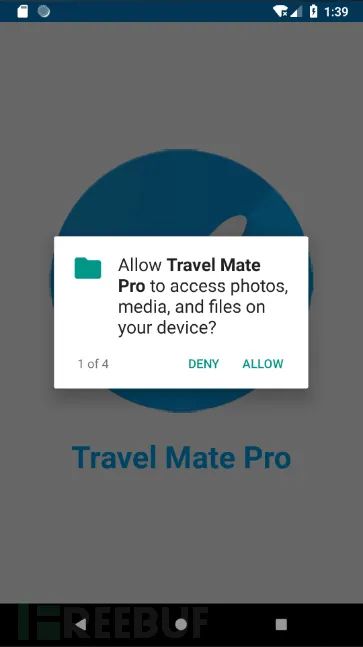 1:39
Allow Travel Mate
Pro to access photos,
media, and files on
your device?
1 of 4
DENY
ALLOW
Travel Mate Pro
FREEBUF